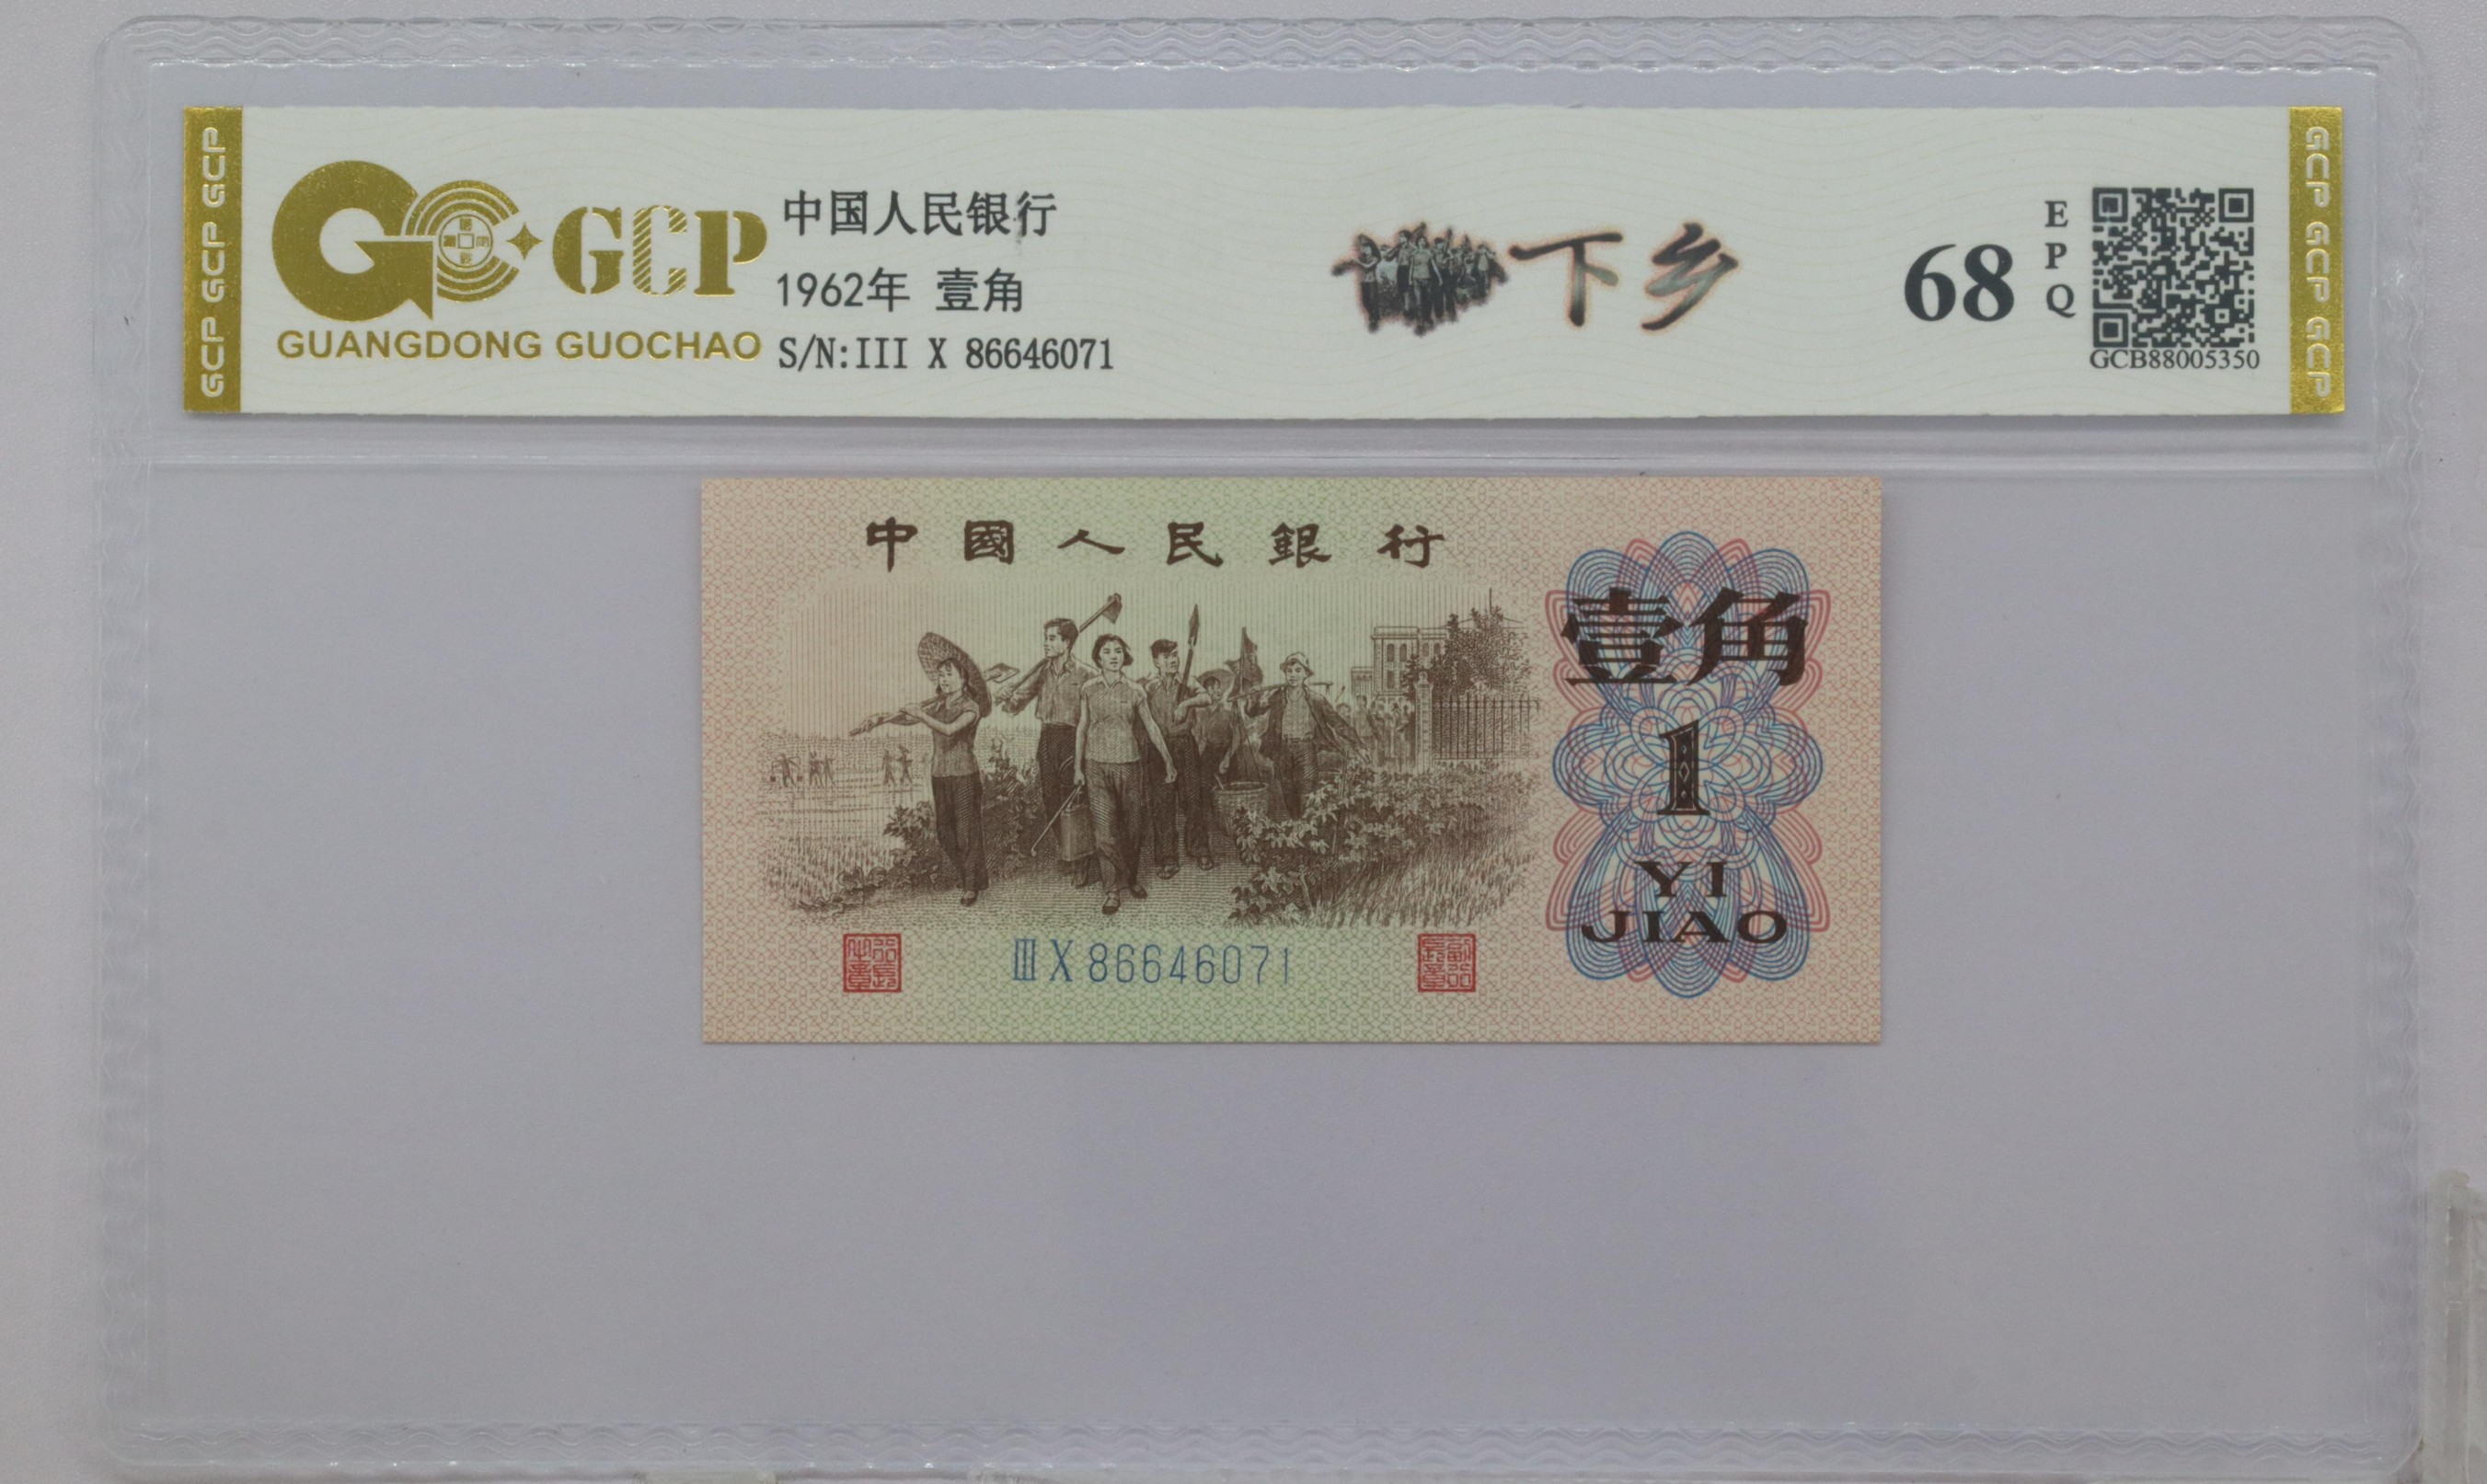 GCP GCP GCP
GCP
GUANGDONG GUOCHAO
中国人民银行
1962年 壹角
S/N:III X 86646071
下乡
68
EPQ
GCB88005350
GCP GCP GCP
中國人民銀行
壹角
1
YI
JIAO
III X 86646071